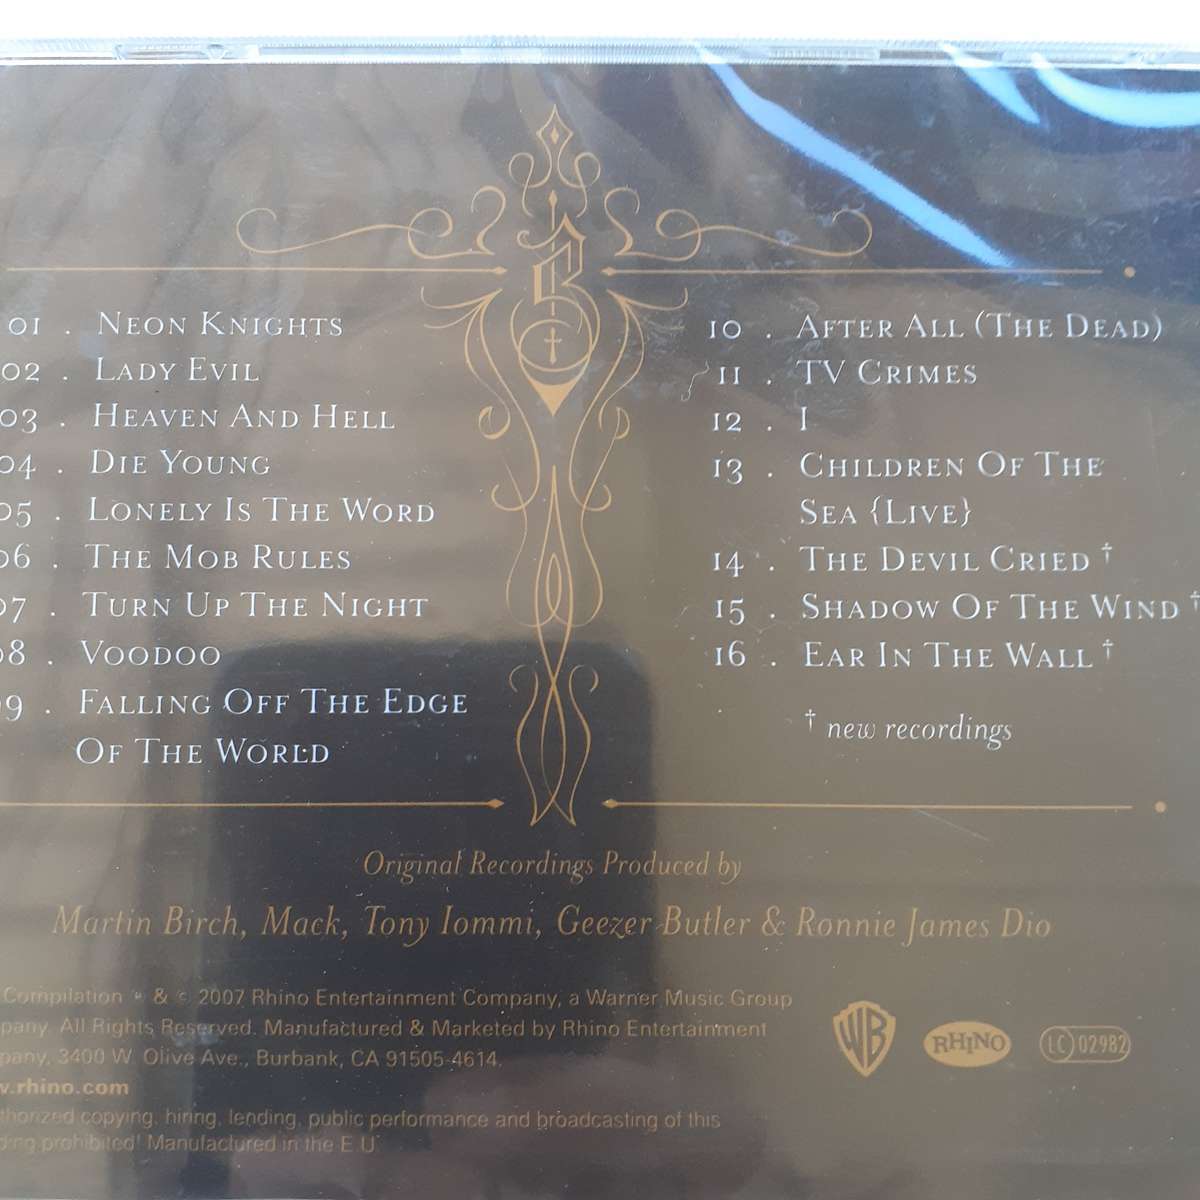 01 . Neon Knights
02 . Lady Evil
03 . Heaven And Hell
04 . Die Young
05 . Lonely Is The Word
06 . The Mob Rules
07 . Turn Up The Night
08 . Voodoo
09 . Falling Off The Edge
Of The World
10 . After All (The Dead)
11 . TV Crimes
12 . I
13 . Children Of The
Sea {Live}
14 . The Devil Cried †
15 . Shadow Of The Wind †
16 . Ear In The Wall †
† new recordings
Original Recordings Produced by
Martin Birch, Mack, Tony Iommi, Geezer Butler & Ronnie James Dio
Compilation ℗ & © 2007 Rhino Entertainment Company, a Warner Music Group
pany. All Rights Reserved. Manufactured & Marketed by Rhino Entertainment
pany, 3400 W. Olive Ave., Burbank, CA 91505-4614.
w.rhino.com
thorized copying, hiring, lending, public performance and broadcasting of this
ding prohibited! Manufactured in the E.U.
WB
RHINO
LC 02982